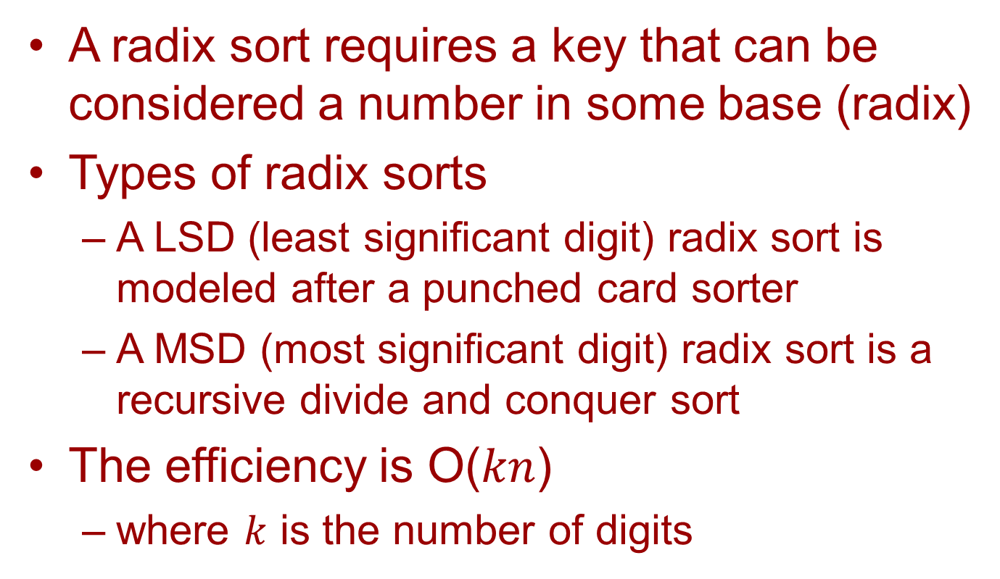 • A radix sort requires a key that can be
considered a number in some base (radix)
• Types of radix sorts
– A LSD (least significant digit) radix sort is
modeled after a punched card sorter
– A MSD (most significant digit) radix sort is a
recursive divide and conquer sort
• The efficiency is O(𝑘𝑛)
– where 𝑘 is the number of digits